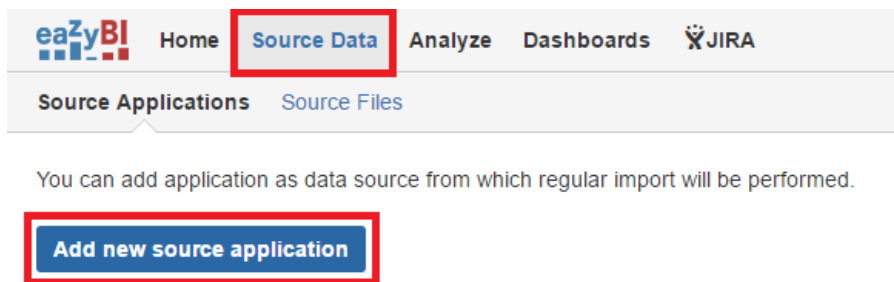 eazyBI Home Source Data Analyze Dashboards JIRA
Source Applications Source Files
You can add application as data source from which regular import will be performed.
Add new source application